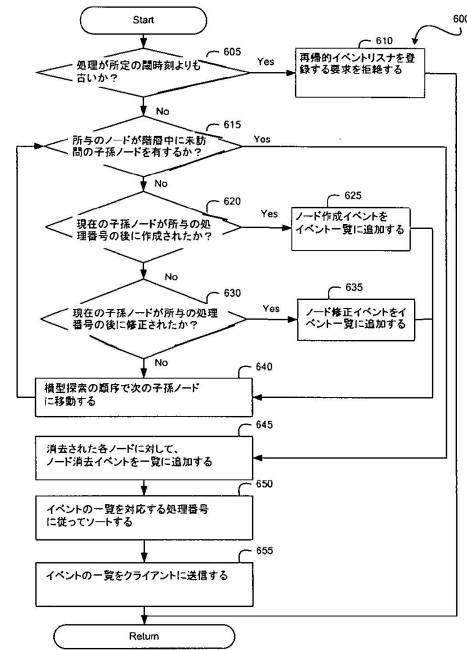 Start
600
605
処理が所定の閾時刻よりも
古いか？
Yes
610
再帰的イベントリスナを登
録する要求を拒絶する
No
615
所与のノードが階層中に未訪
問の子孫ノードを有するか？
Yes
No
620
現在の子孫ノードが所与の処
理番号の後に作成されたか？
Yes
625
ノード作成イベントを
イベント一覧に追加する
No
630
現在の子孫ノードが所与の処理
番号の後に修正されたか？
Yes
635
ノード修正イベントをイ
ベント一覧に追加する
No
640
横型探索の順序で次の子孫ノード
に移動する
645
消去された各ノードに対して、
ノード消去イベントを一覧に追加する
650
イベントの一覧を対応する処理番号
に従ってソートする
655
イベントの一覧をクライアントに送信する
Return